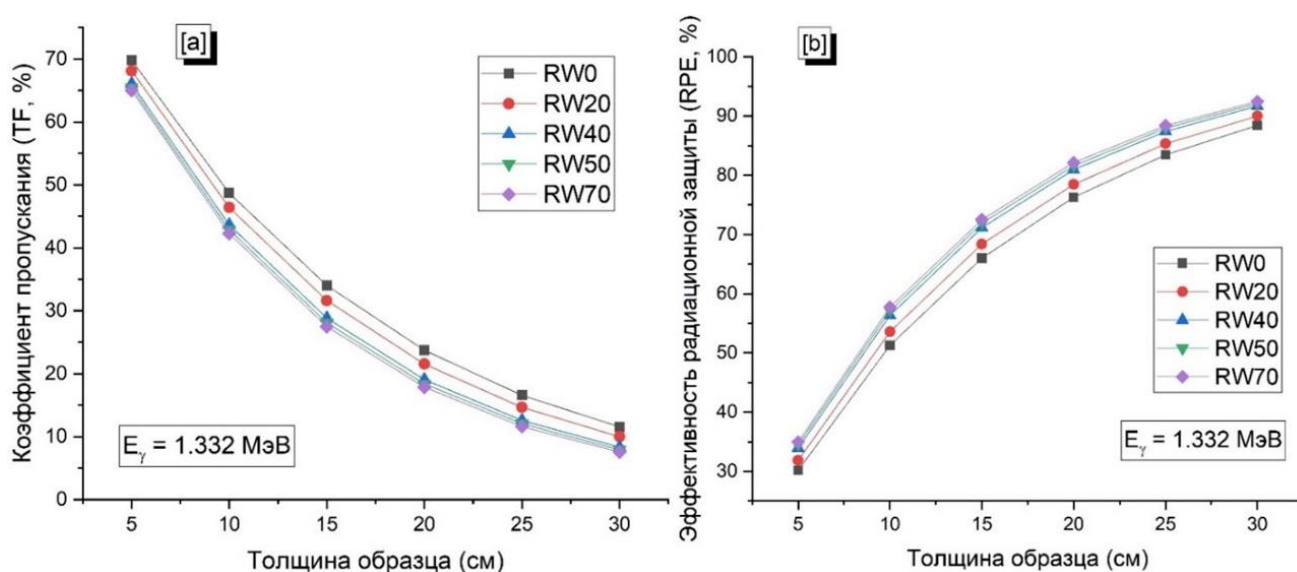 [a]
Коэффициент пропускания (TF, %)
70
60
50
40
30
20
10
0
RW0
RW20
RW40
RW50
RW70
Eγ = 1.332 МэВ
5 10 15 20 25 30
Толщина образца (см)
[b]
Эффективность радиационной защиты (RPE, %)
100
90
80
70
60
50
40
30
RW0
RW20
RW40
RW50
RW70
Eγ = 1.332 МэВ
5 10 15 20 25 30
Толщина образца (см)